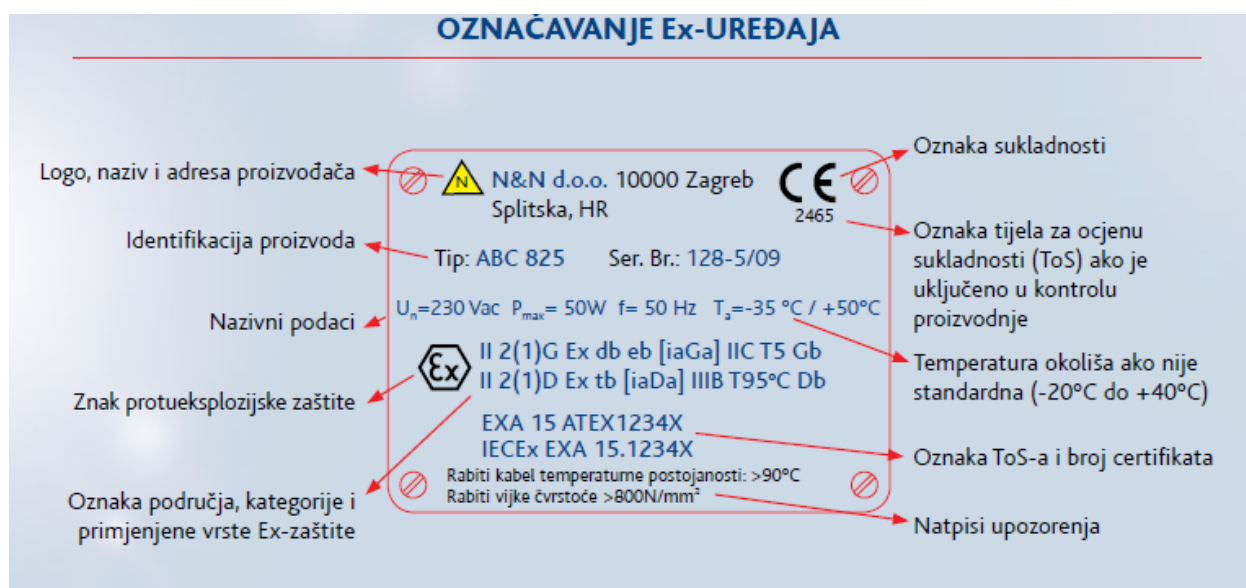 OZNAČAVANJE Ex-UREĐAJA
Logo, naziv i adresa proizvođača
Identifikacija proizvoda
Nazivni podaci
Znak protueksplozijske zaštite
Oznaka područja, kategorije i
primjenjene vrste Ex-zaštite
N
N&N d.o.o. 10000 Zagreb
Splitska, HR
CE
2465
Tip: ABC 825 Ser. Br.: 128-5/09
Un=230 Vac Pmax= 50W f= 50 Hz Ta=-35 °C / +50°C
Ex
II 2(1)G Ex db eb [iaGa] IIC T5 Gb
II 2(1)D Ex tb [iaDa] IIIB T95°C Db
EXA 15 ATEX1234X
IECEx EXA 15.1234X
Rabiti kabel temperaturne postojanosti: >90°C
Rabiti vijke čvrstoće >800N/mm²
Oznaka sukladnosti
Oznaka tijela za ocjenu
sukladnosti (ToS) ako je
uključeno u kontrolu
proizvodnje
Temperatura okoliša ako nije
standardna (-20°C do +40°C)
Oznaka ToS-a i broj certifikata
Natpisi upozorenja